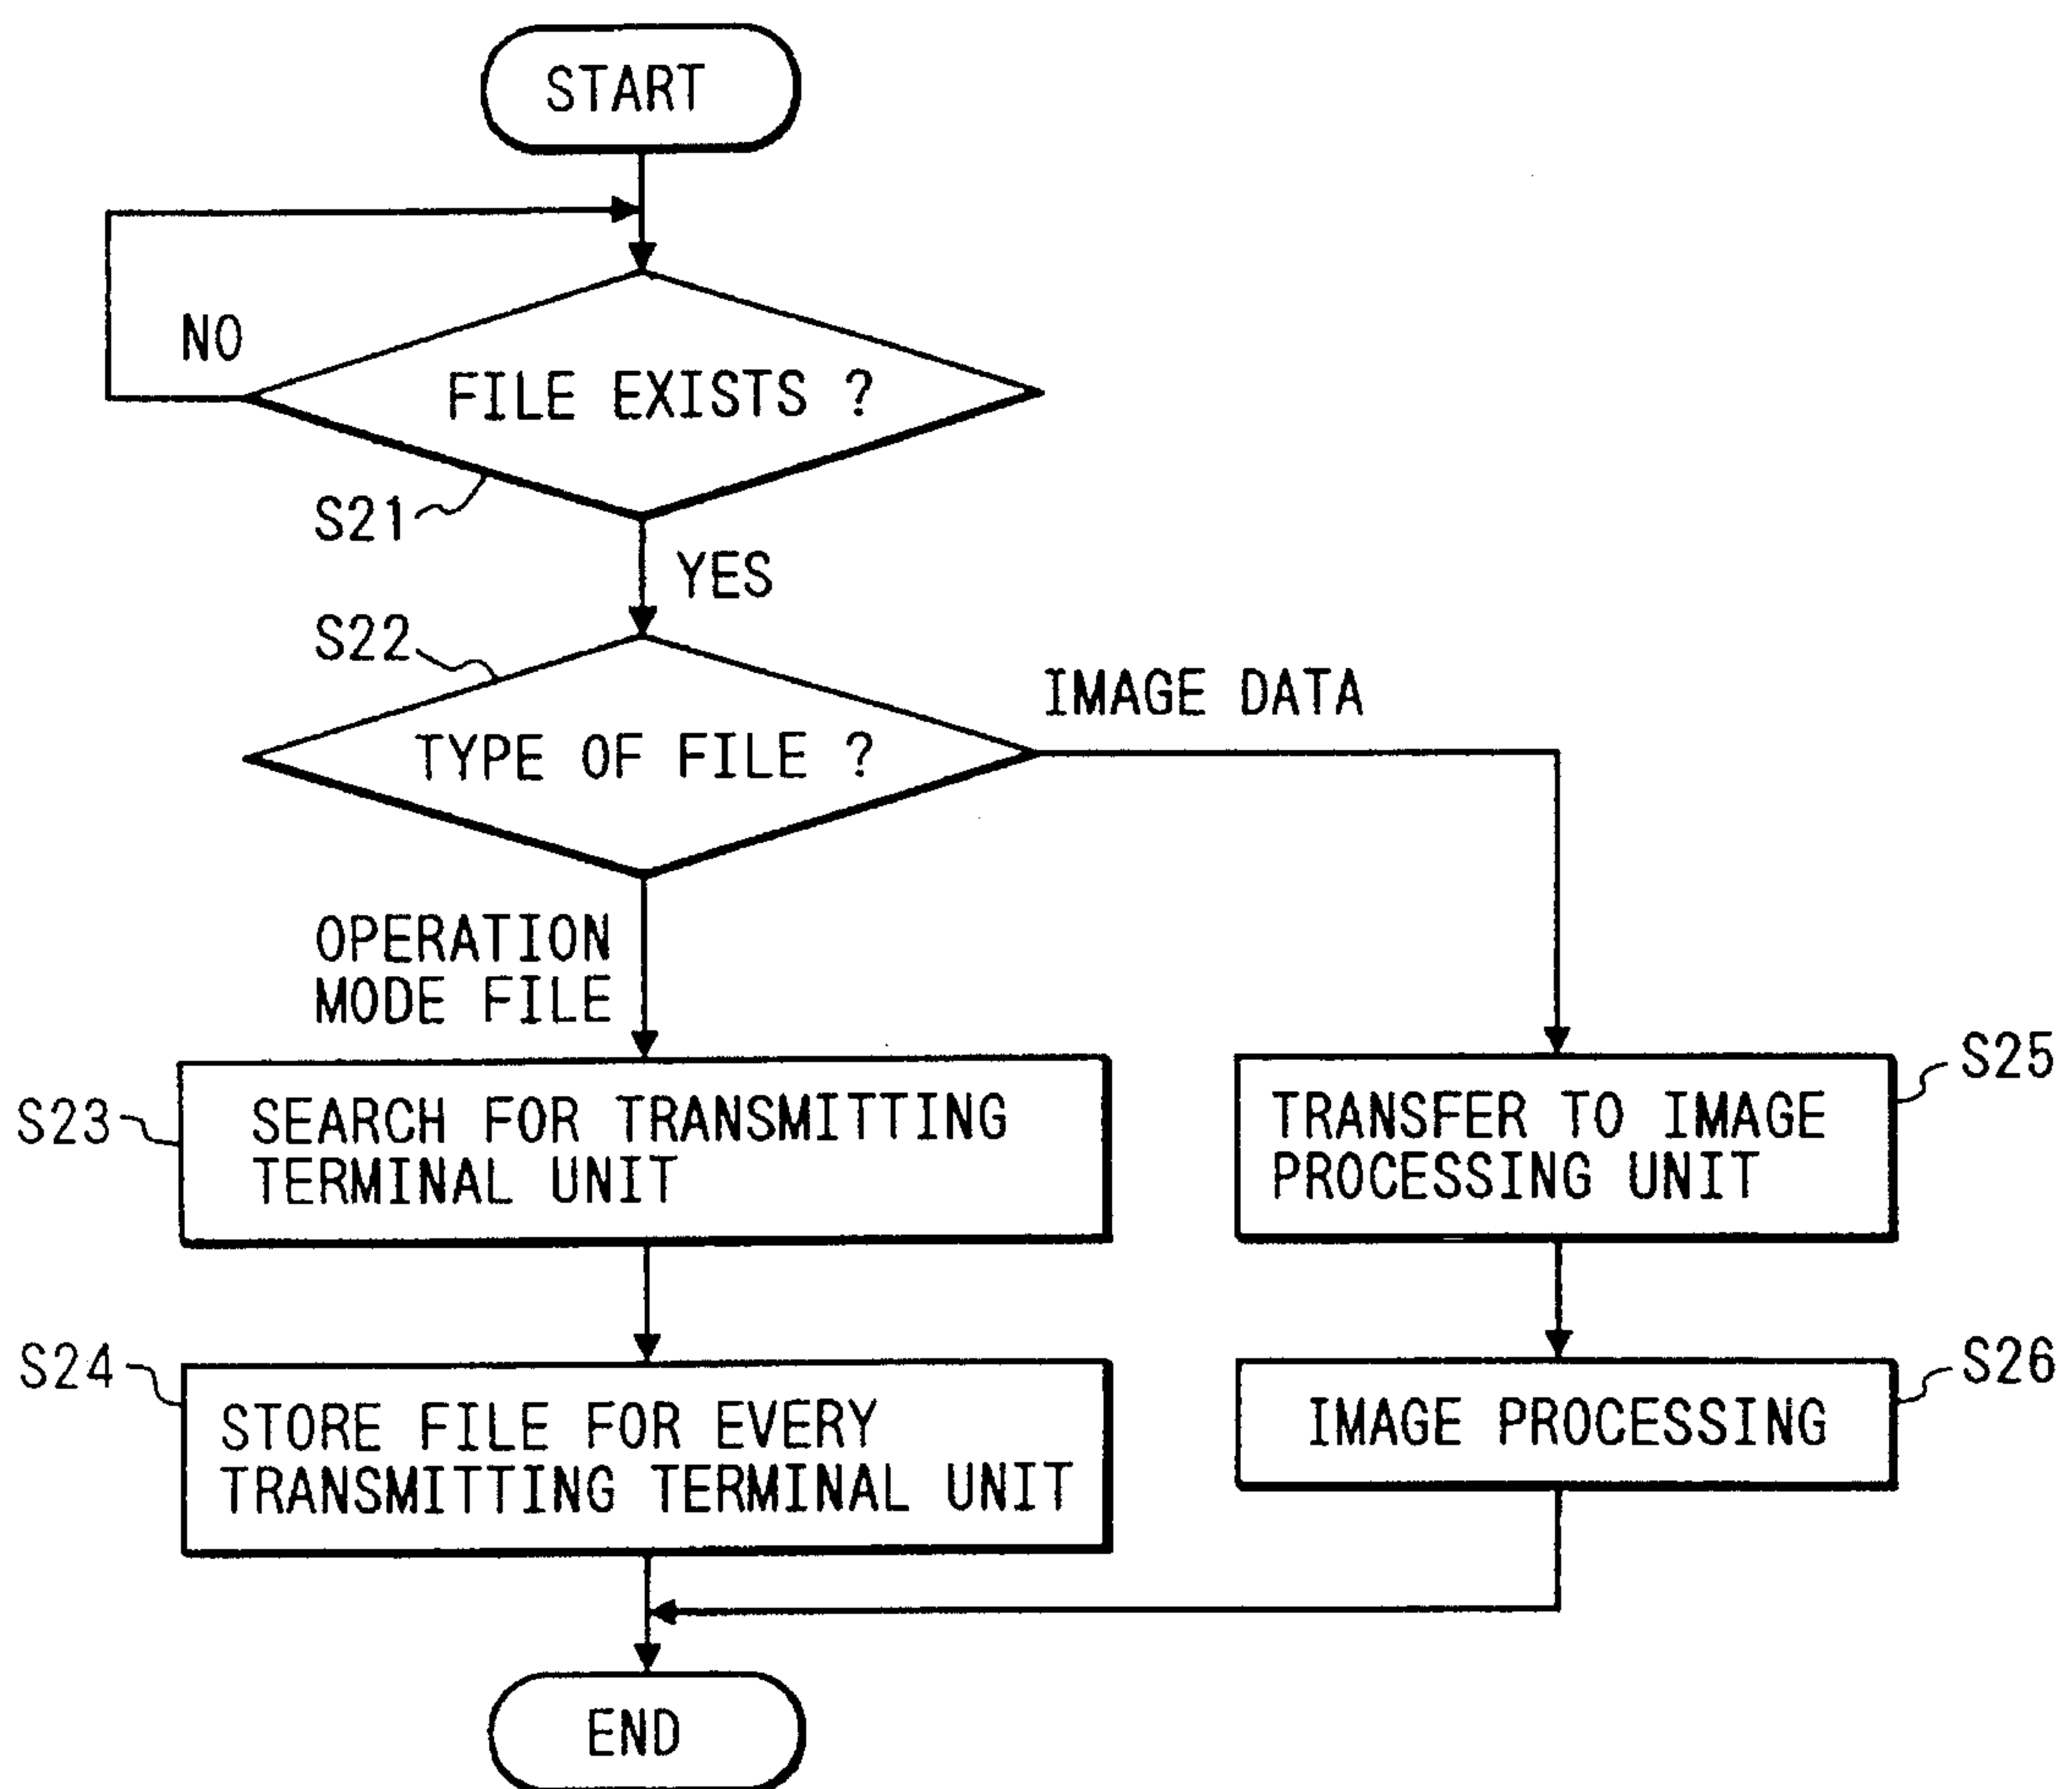 START
NO
FILE EXISTS ?
S21
YES
S22
IMAGE DATA
TYPE OF FILE ?
OPERATION
MODE FILE
S23
SEARCH FOR TRANSMITTING
TERMINAL UNIT
S25
TRANSFER TO IMAGE
PROCESSING UNIT
S24
STORE FILE FOR EVERY
TRANSMITTING TERMINAL UNIT
S26
IMAGE PROCESSING
END